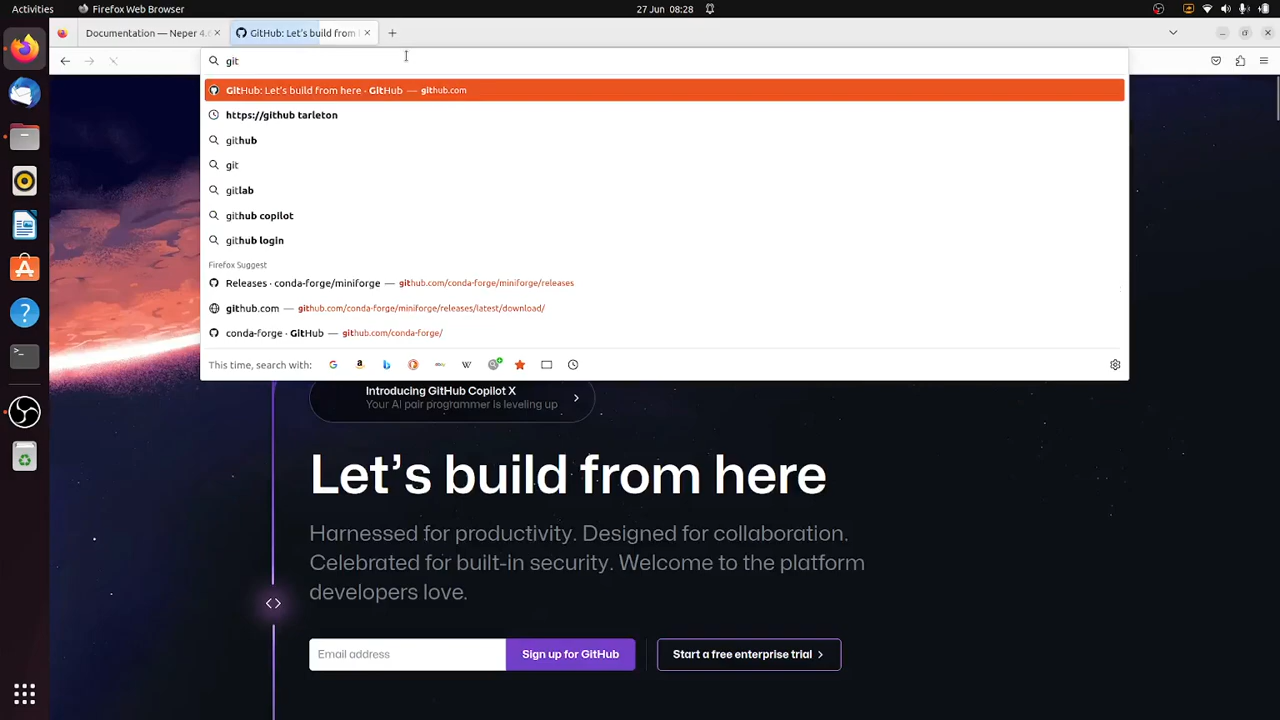 Activities
Firefox Web Browser
27 Jun 08:28
Documentation — Neper 4.6
GitHub: Let's build from
git
GitHub: Let's build from here · GitHub — github.com
https://github tarleton
github
git
gitlab
github copilot
github login
Firefox Suggest
Releases · conda-forge/miniforge — github.com/conda-forge/miniforge/releases
github.com — github.com/conda-forge/miniforge/releases/latest/download/
conda-forge · GitHub — github.com/conda-forge/
This time, search with:
Introducing GitHub Copilot X
Your AI pair programmer is leveling up
Let's build from here
Harnessed for productivity. Designed for collaboration.
Celebrated for built-in security. Welcome to the platform
developers love.
Email address
Sign up for GitHub
Start a free enterprise trial